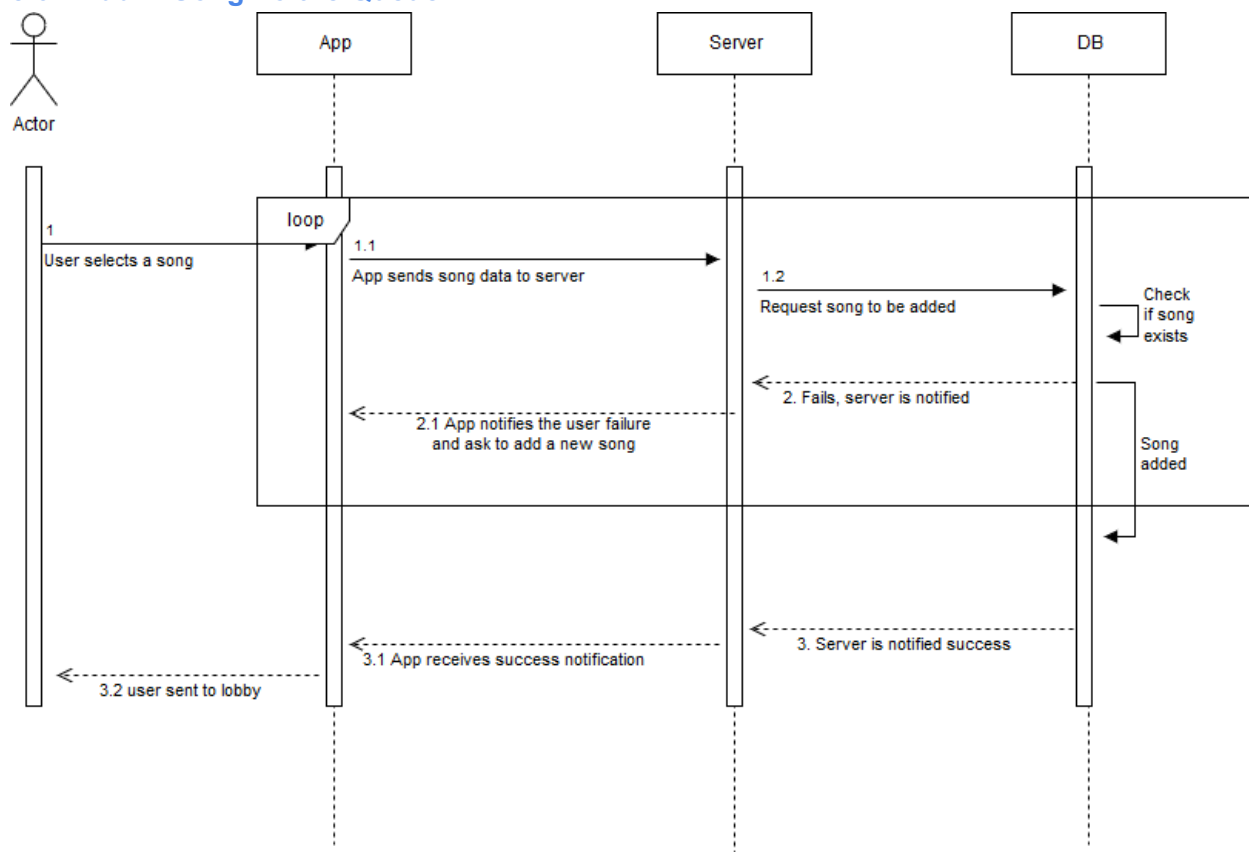 App
Server
DB
Actor
loop
1
User selects a song
1.1
App sends song data to server
1.2
Request song to be added
Check
if song
exists
2. Fails, server is notified
2.1 App notifies the user failure
and ask to add a new song
Song
added
3. Server is notified success
3.1 App receives success notification
3.2 user sent to lobby